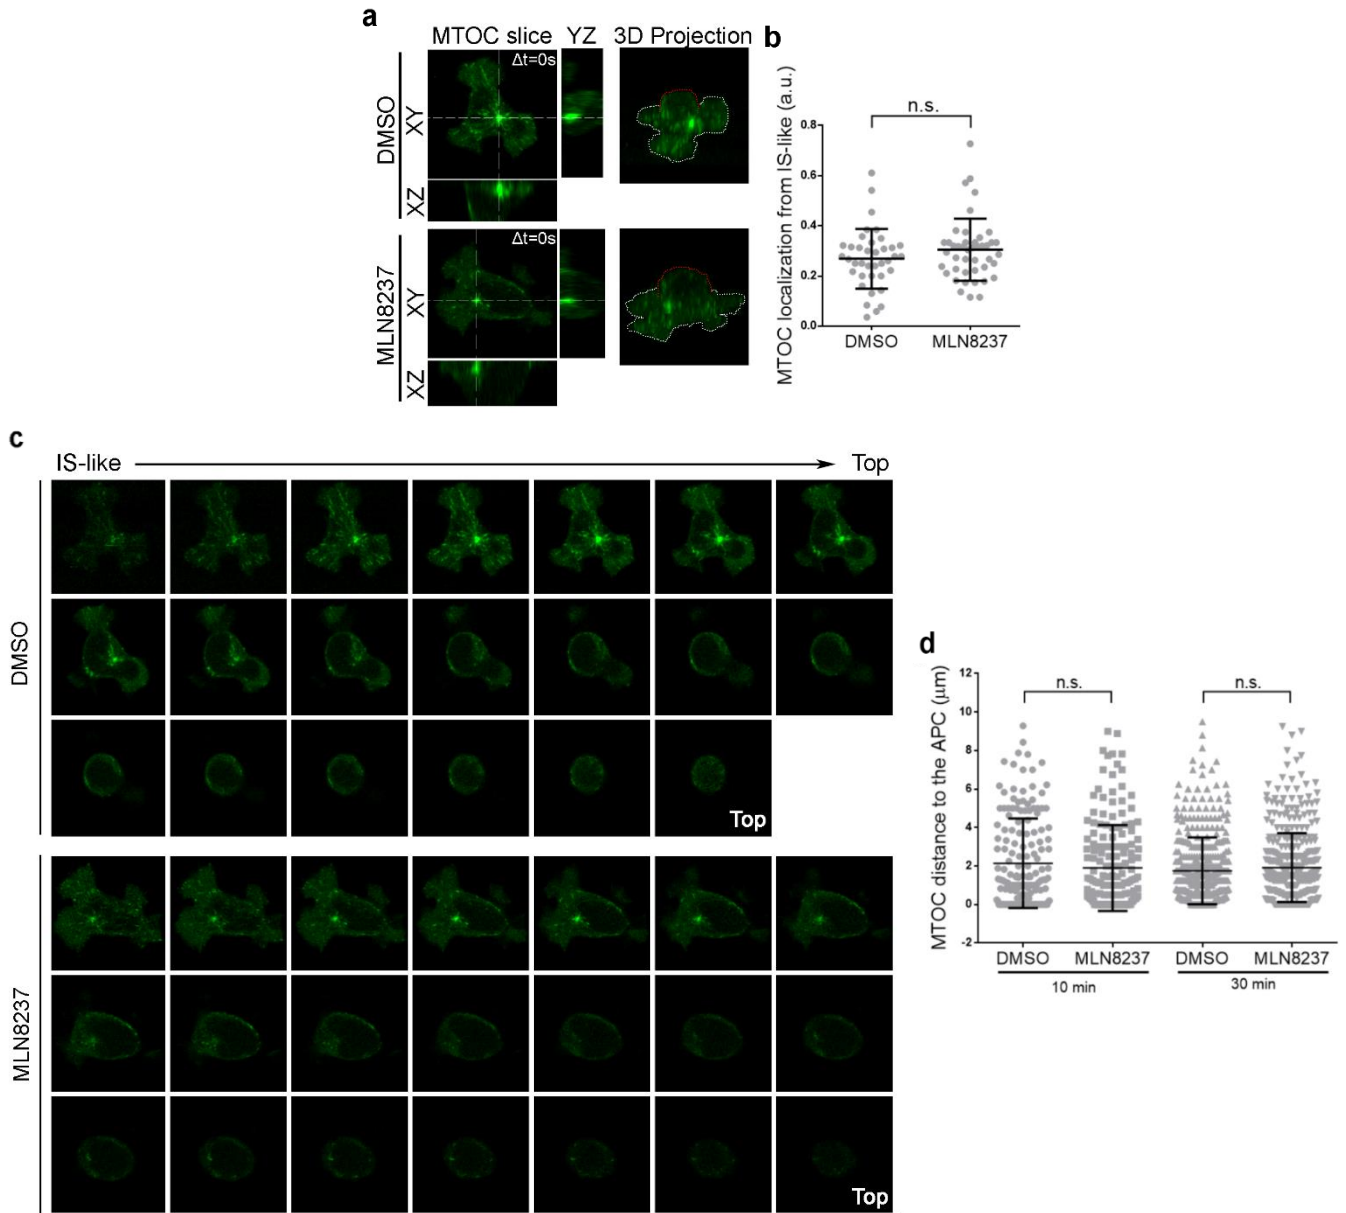 a
MTOC slice YZ 3D Projection
Δt=0s
DMSO
XY
XZ
Δt=0s
MLN8237
XY
XZ
b
n.s.
MTOC localization from IS-like (a.u.)
0.8
0.6
0.4
0.2
0.0
DMSO MLN8237
c
IS-like Top
DMSO
Top
MLN8237
Top
d
n.s. n.s.
MTOC distance to the APC (μm)
12
10
8
6
4
2
0
-2
DMSO MLN8237 DMSO MLN8237
10 min 30 min